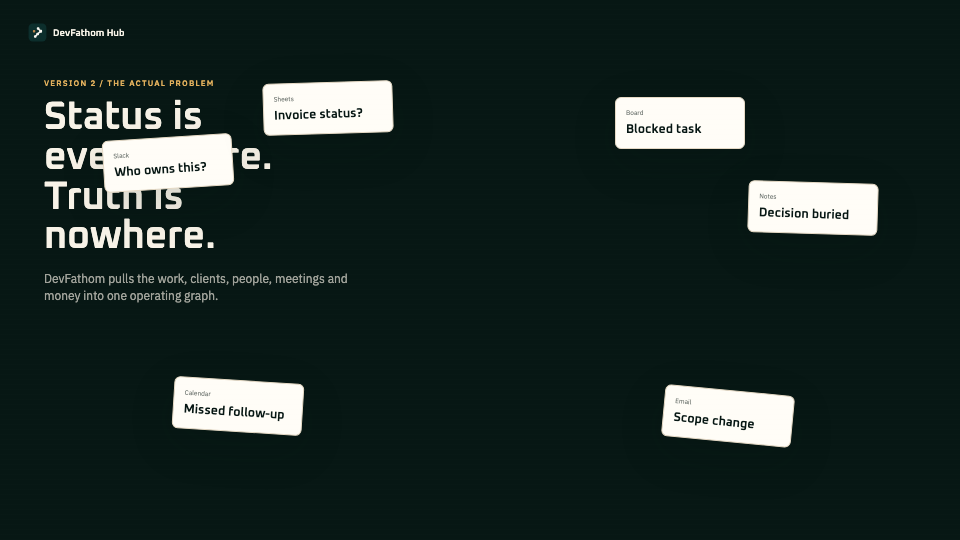 DevFathom Hub
VERSION 2 / THE ACTUAL PROBLEM
Status is
Truth is
nowhere.
DevFathom pulls the work, clients, people, meetings and
money into one operating graph.
Sheets
Invoice status?
Slack
Who owns this?
Board
Blocked task
Notes
Decision buried
Calendar
Missed follow-up
Email
Scope change